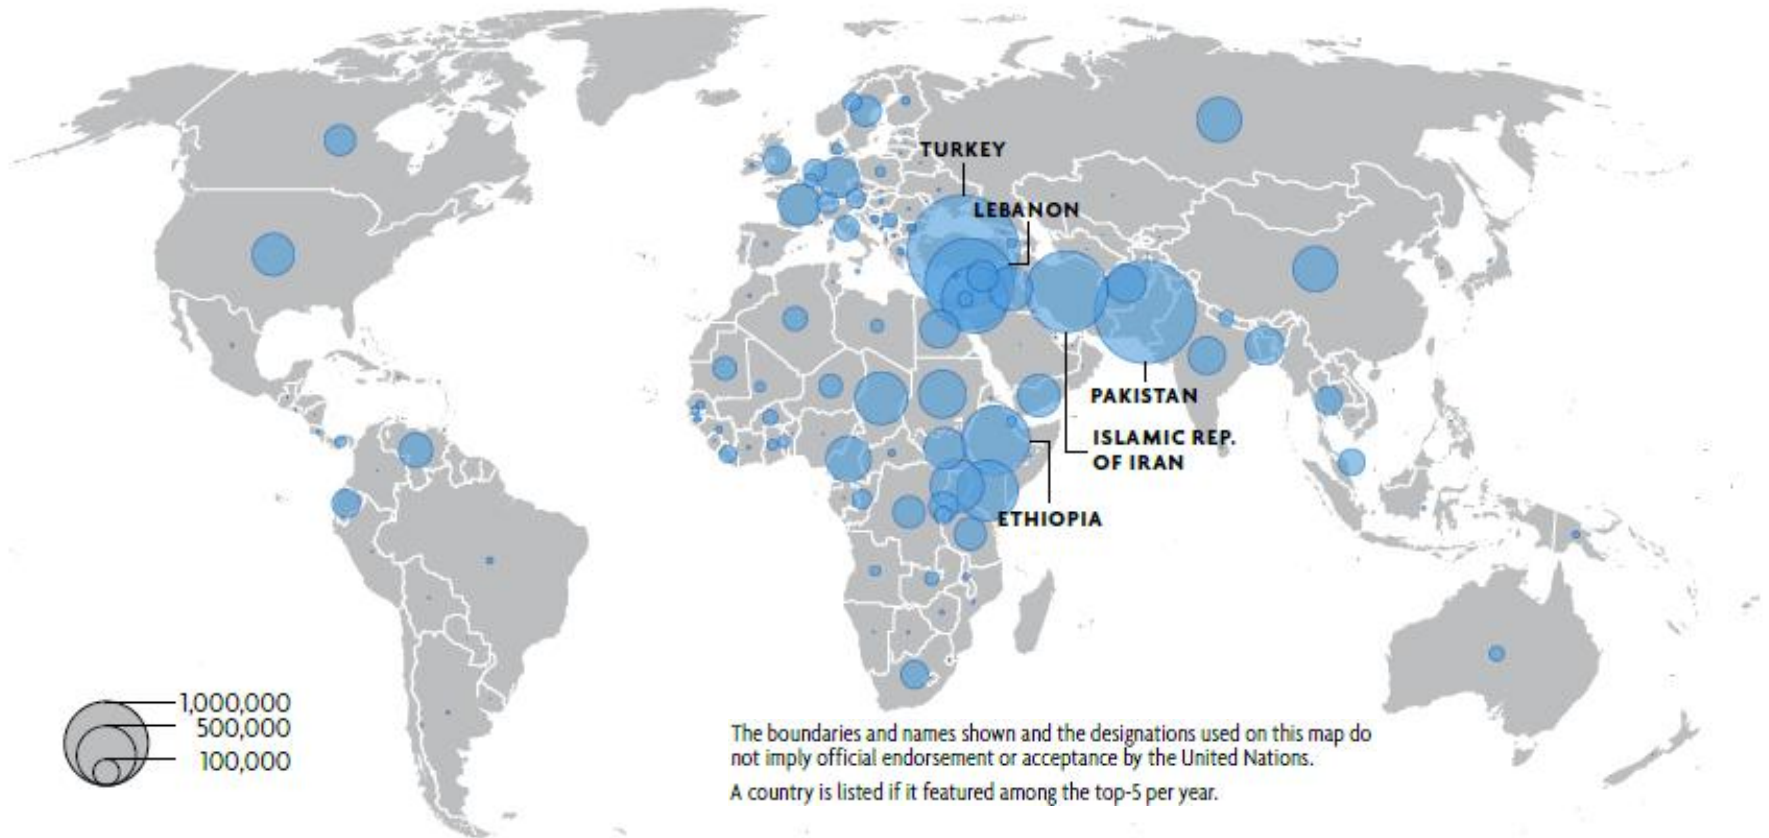 TURKEY
LEBANON
PAKISTAN
ISLAMIC REP.
OF IRAN
ETHIOPIA
1,000,000
500,000
100,000
The boundaries and names shown and the designations used on this map do
not imply official endorsement or acceptance by the United Nations.
A country is listed if it featured among the top-5 per year.